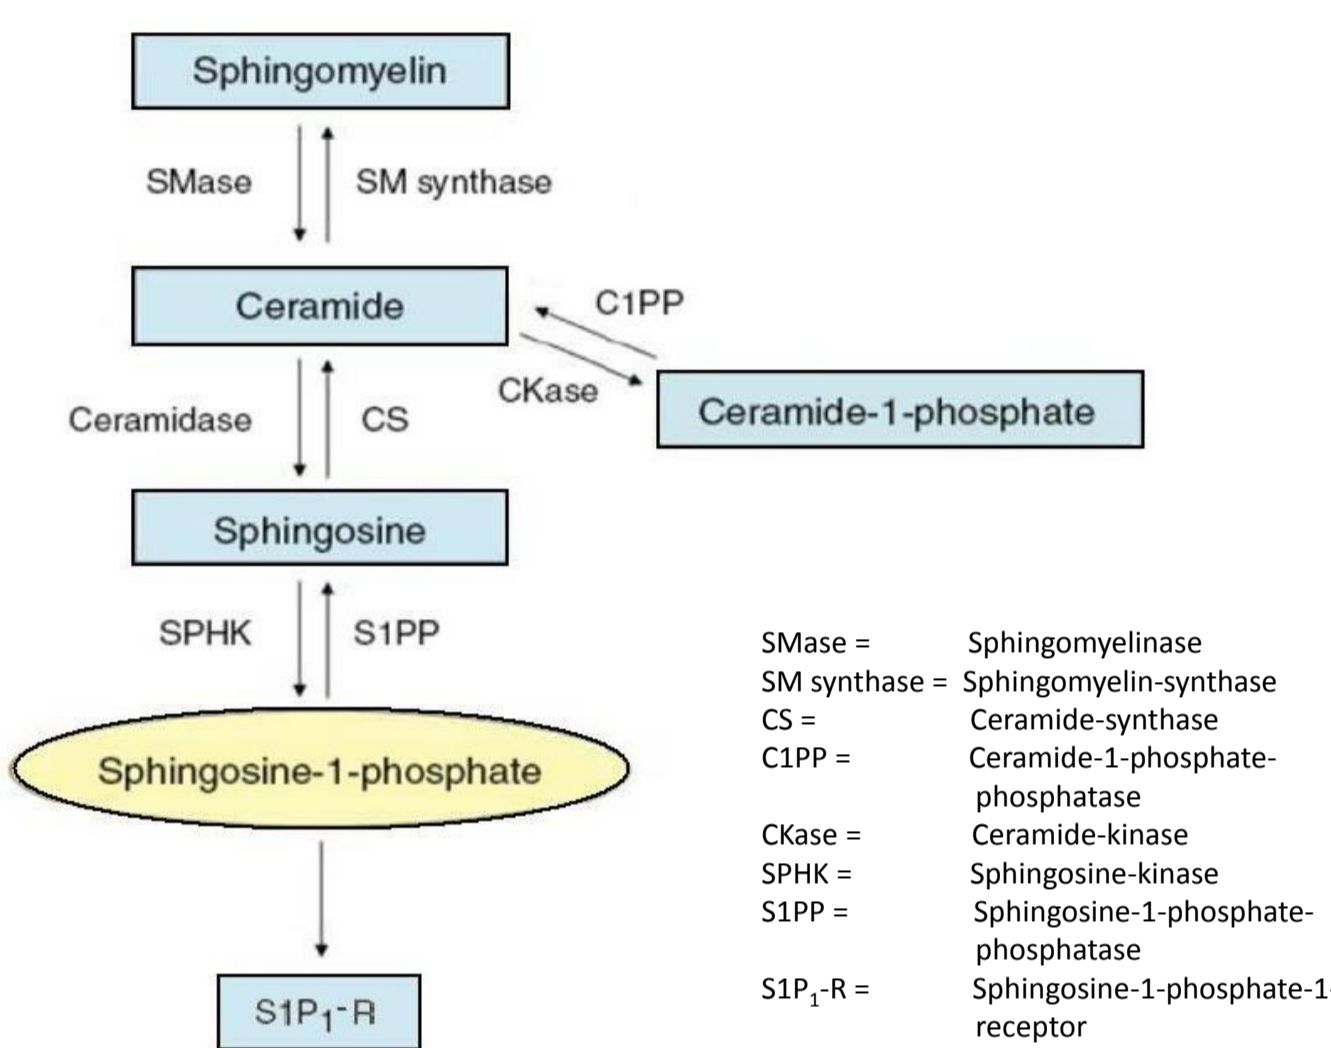 Sphingomyelin
SMase
SM synthase
Ceramide
C1PP
CKase
Ceramide-1-phosphate
Ceramidase
CS
Sphingosine
SPHK
S1PP
Sphingosine-1-phosphate
S1P₁-R
SMase = Sphingomyelinase
SM synthase = Sphingomyelin-synthase
CS = Ceramide-synthase
C1PP = Ceramide-1-phosphate-
phosphatase
CKase = Ceramide-kinase
SPHK = Sphingosine-kinase
S1PP = Sphingosine-1-phosphate-
phosphatase
S1P₁-R = Sphingosine-1-phosphate-1-
receptor